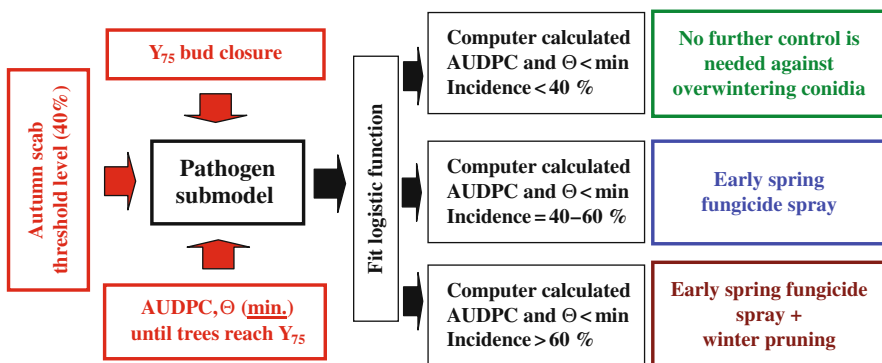 Autumn scab
threshold level (40%)
Y₇₅ bud closure
Pathogen
submodel
AUDPC, Θ (min.)
until trees reach Y₇₅
Fit logistic function
Computer calculated
AUDPC and Θ < min
Incidence < 40 %
No further control is
needed against
overwintering conidia
Computer calculated
AUDPC and Θ < min
Incidence = 40–60 %
Early spring
fungicide spray
Computer calculated
AUDPC and Θ < min
Incidence > 60 %
Early spring fungicide
spray +
winter pruning